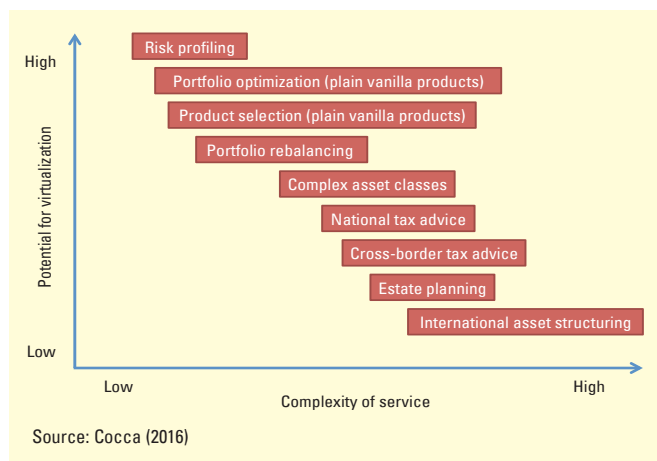 High
Potential for virtualization
Low
Risk profiling
Portfolio optimization (plain vanilla products)
Product selection (plain vanilla products)
Portfolio rebalancing
Complex asset classes
National tax advice
Cross-border tax advice
Estate planning
International asset structuring
Low
High
Complexity of service
Source: Cocca (2016)